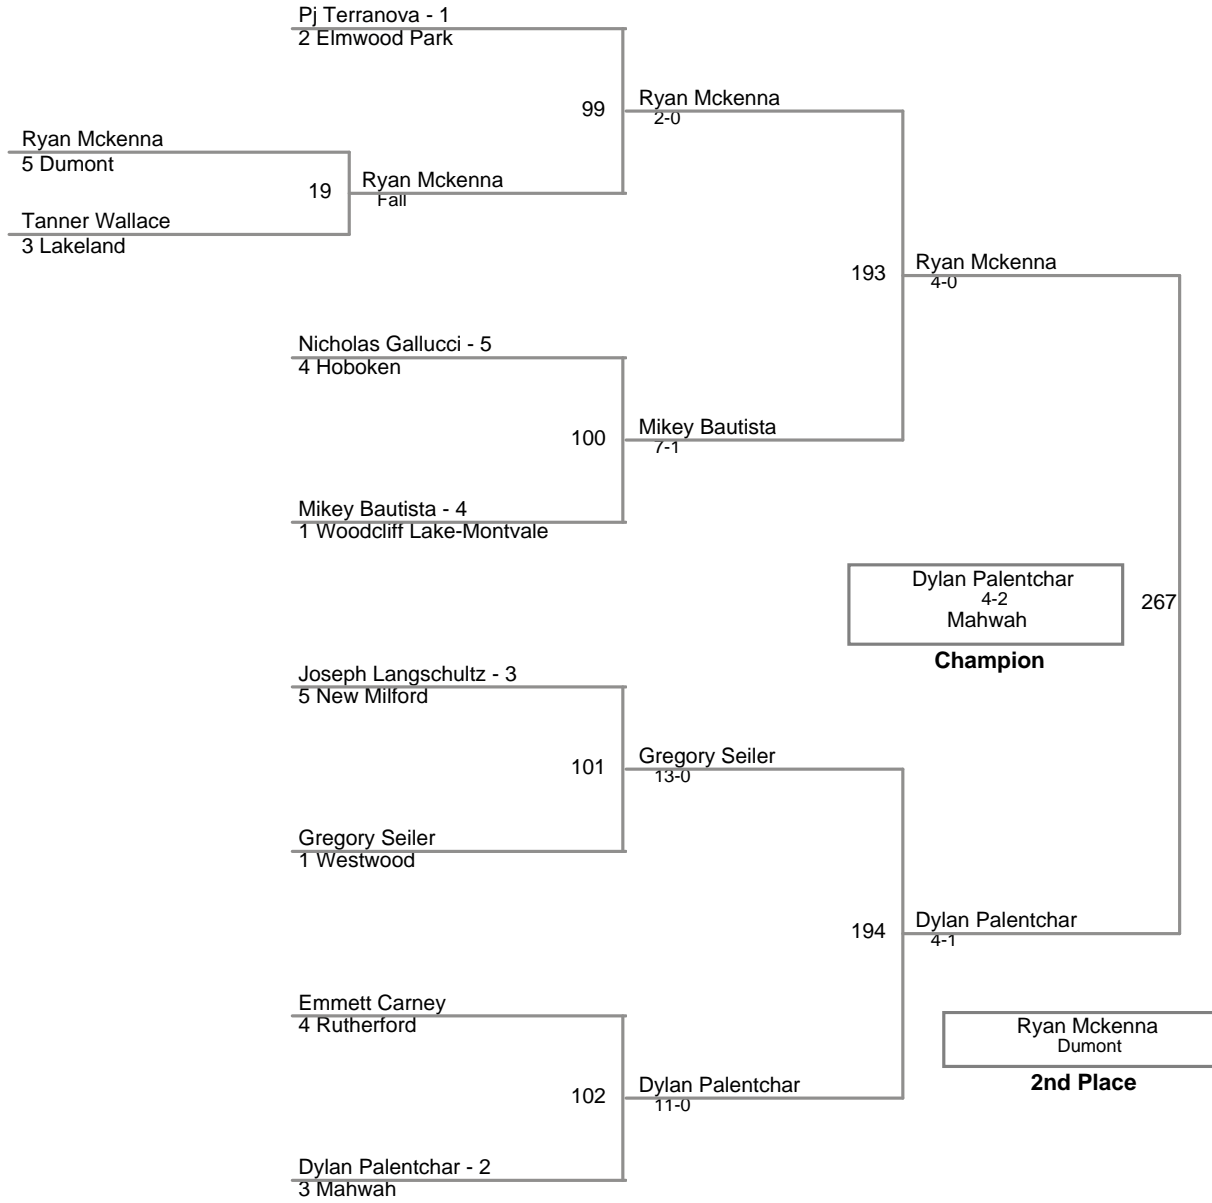 Pj Terranova - 1
2 Elmwood Park
99
Ryan Mckenna
2-0
Ryan Mckenna
5 Dumont
19
Ryan Mckenna
Fall
Tanner Wallace
3 Lakeland
193
Ryan Mckenna
4-0
Nicholas Gallucci - 5
4 Hoboken
100
Mikey Bautista
7-1
Mikey Bautista - 4
1 Woodcliff Lake-Montvale
Dylan Palentchar
4-2
Mahwah
267
Champion
Joseph Langschultz - 3
5 New Milford
101
Gregory Seiler
13-0
Gregory Seiler
1 Westwood
194
Dylan Palentchar
4-1
Emmett Carney
4 Rutherford
Ryan Mckenna
Dumont
2nd Place
102
Dylan Palentchar
11-0
Dylan Palentchar - 2
3 Mahwah